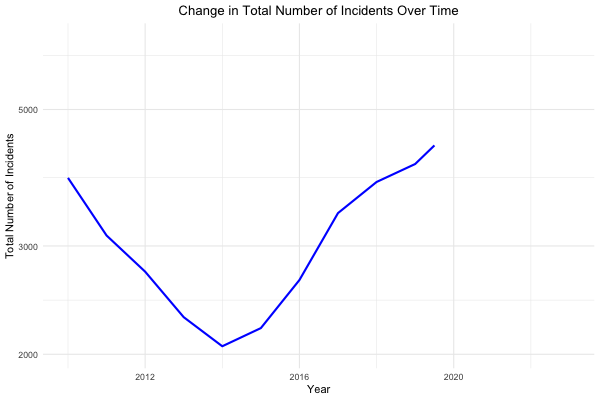 Change in Total Number of Incidents Over Time
Total Number of Incidents
5000
3000
2000
2012
2016
2020
Year